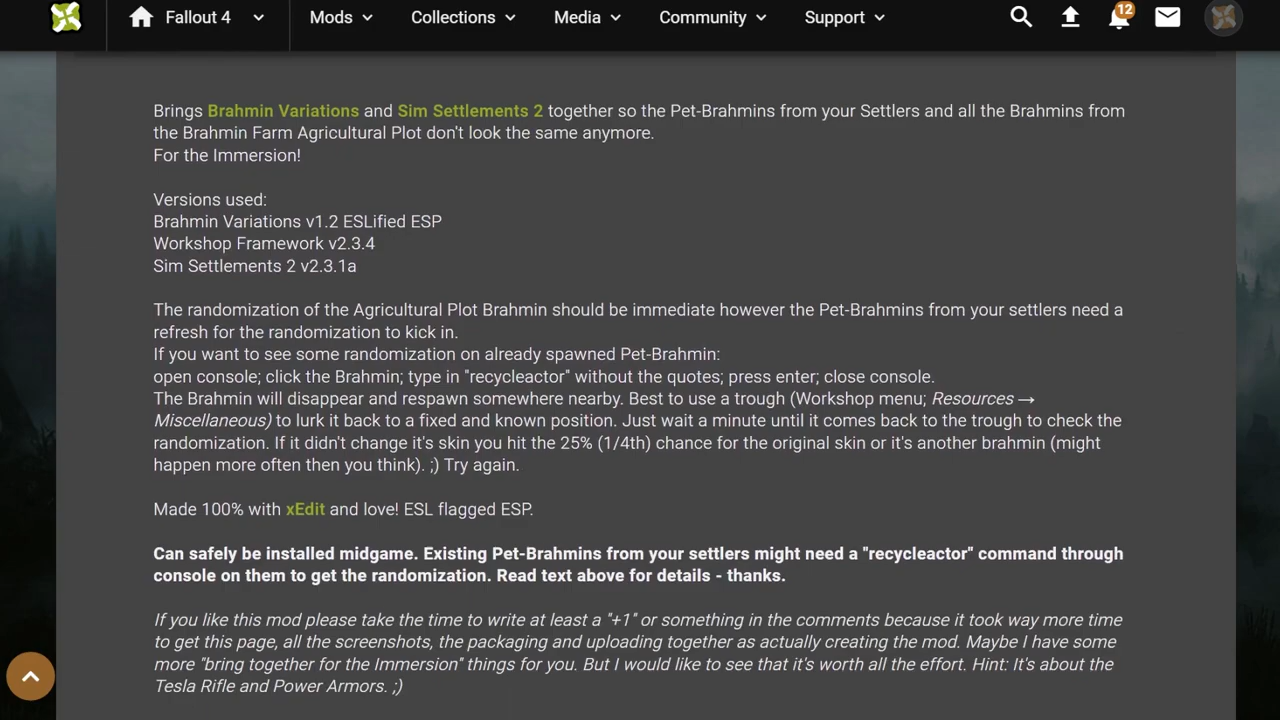 Fallout 4
Mods
Collections
Media
Community
Support
12
Brings Brahmin Variations and Sim Settlements 2 together so the Pet-Brahmins from your Settlers and all the Brahmins from
the Brahmin Farm Agricultural Plot don't look the same anymore.
For the Immersion!
Versions used:
Brahmin Variations v1.2 ESLified ESP
Workshop Framework v2.3.4
Sim Settlements 2 v2.3.1a
The randomization of the Agricultural Plot Brahmin should be immediate however the Pet-Brahmins from your settlers need a
refresh for the randomization to kick in.
If you want to see some randomization on already spawned Pet-Brahmin:
open console; click the Brahmin; type in "recycleactor" without the quotes; press enter; close console.
The Brahmin will disappear and respawn somewhere nearby. Best to use a trough (Workshop menu; Resources →
Miscellaneous) to lurk it back to a fixed and known position. Just wait a minute until it comes back to the trough to check the
randomization. If it didn't change it's skin you hit the 25% (1/4th) chance for the original skin or it's another brahmin (might
happen more often then you think). ;) Try again.
Made 100% with xEdit and love! ESL flagged ESP.
Can safely be installed midgame. Existing Pet-Brahmins from your settlers might need a "recycleactor" command through
console on them to get the randomization. Read text above for details - thanks.
If you like this mod please take the time to write at least a "+1" or something in the comments because it took way more time
to get this page, all the screenshots, the packaging and uploading together as actually creating the mod. Maybe I have some
more "bring together for the Immersion" things for you. But I would like to see that it's worth all the effort. Hint: It's about the
Tesla Rifle and Power Armors. ;)